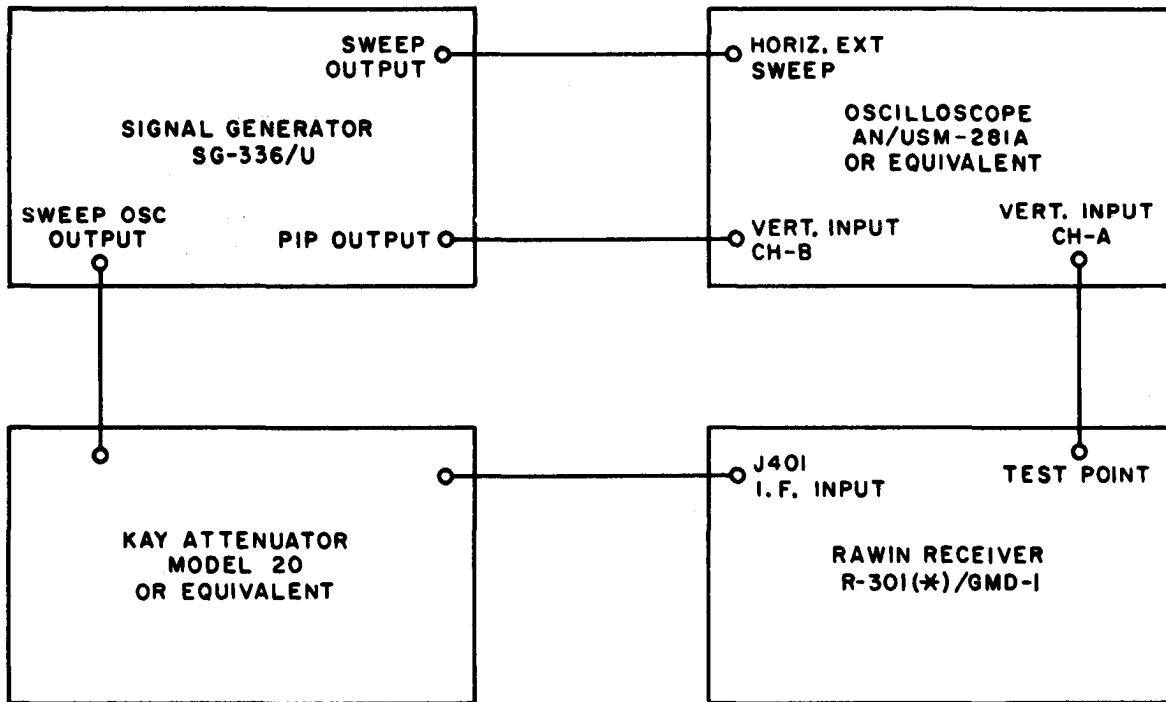 SWEEP
OUTPUT
SIGNAL GENERATOR
SG-336/U
SWEEP OSC
OUTPUT
PIP OUTPUT
HORIZ. EXT
SWEEP
OSCILLOSCOPE
AN/USM-281A
OR EQUIVALENT
VERT. INPUT
CH-B
VERT. INPUT
CH-A
KAY ATTENUATOR
MODEL 20
OR EQUIVALENT
J401
I.F. INPUT
TEST POINT
RAWIN RECEIVER
R-301(*)/GMD-1